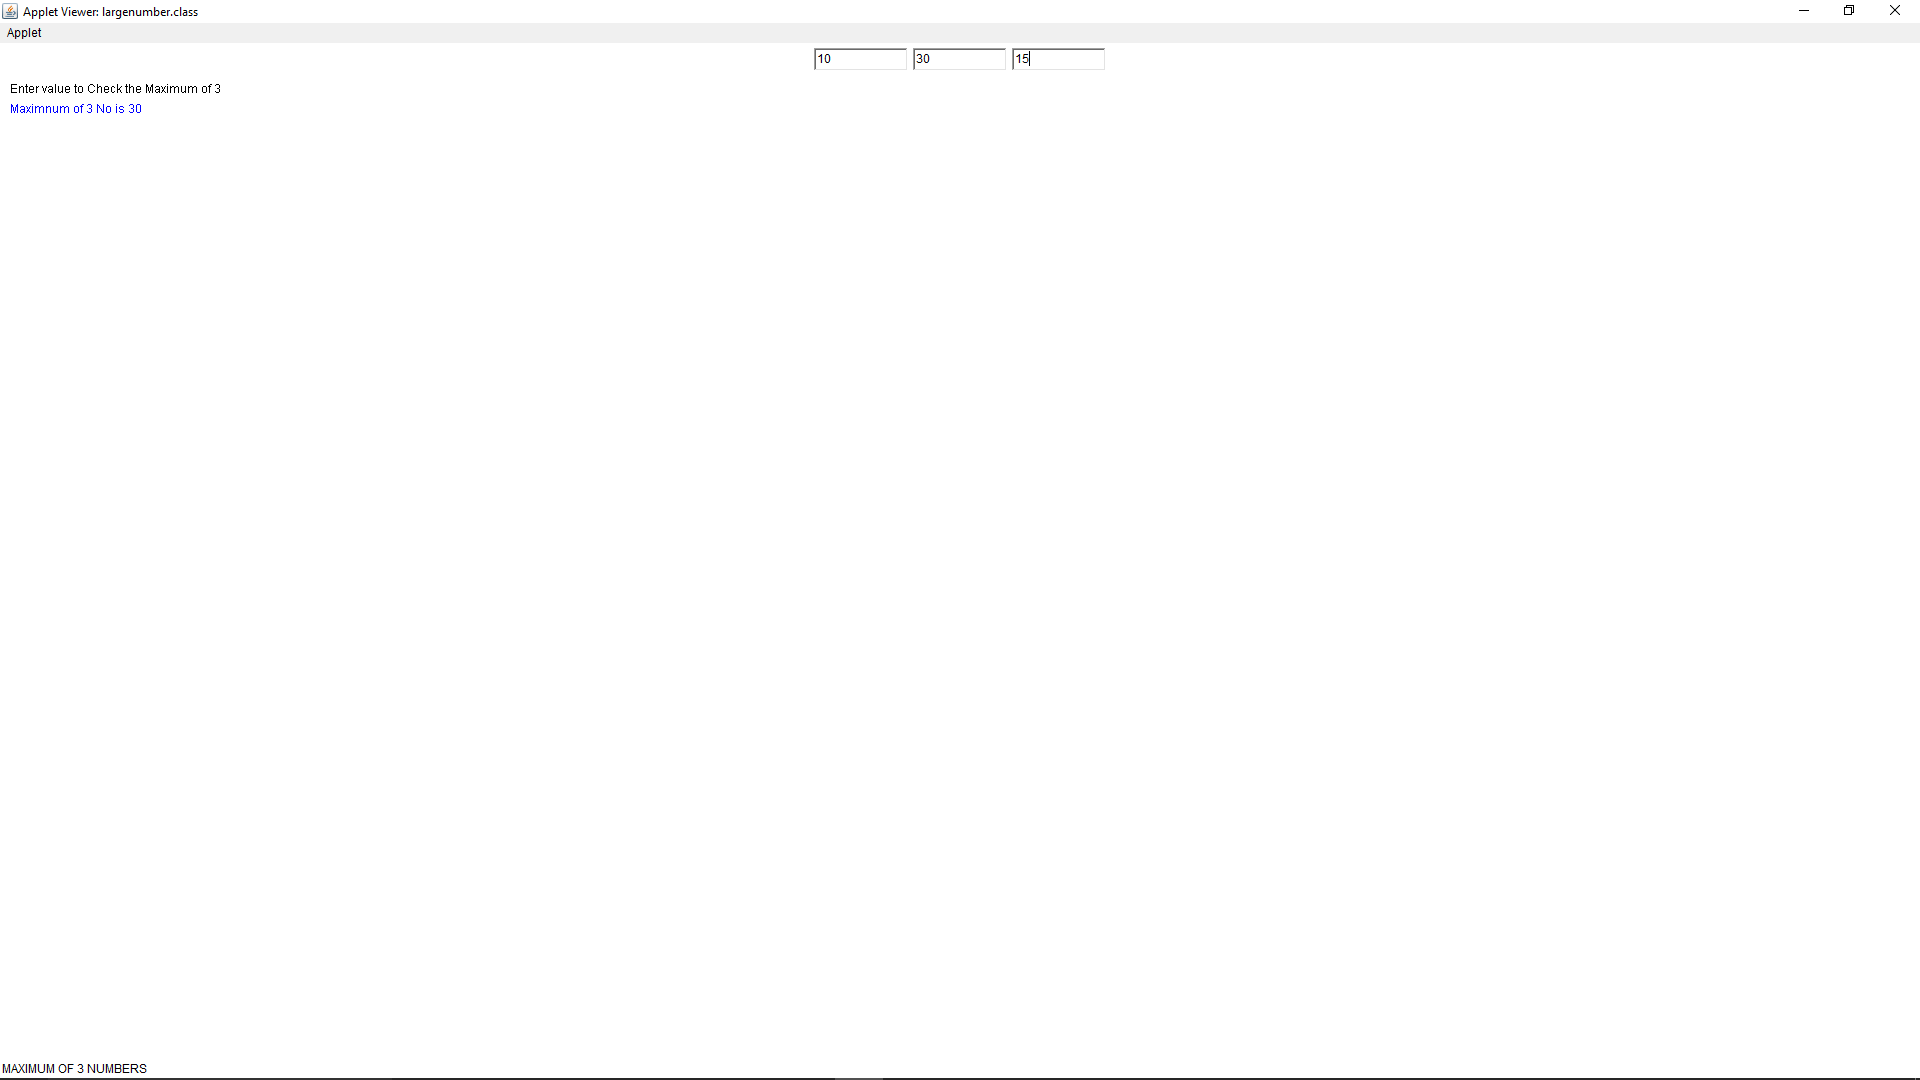 Applet Viewer: largenumber.class
Applet
10 30 15
Enter value to Check the Maximum of 3
Maximnum of 3 No is 30
MAXIMUM OF 3 NUMBERS